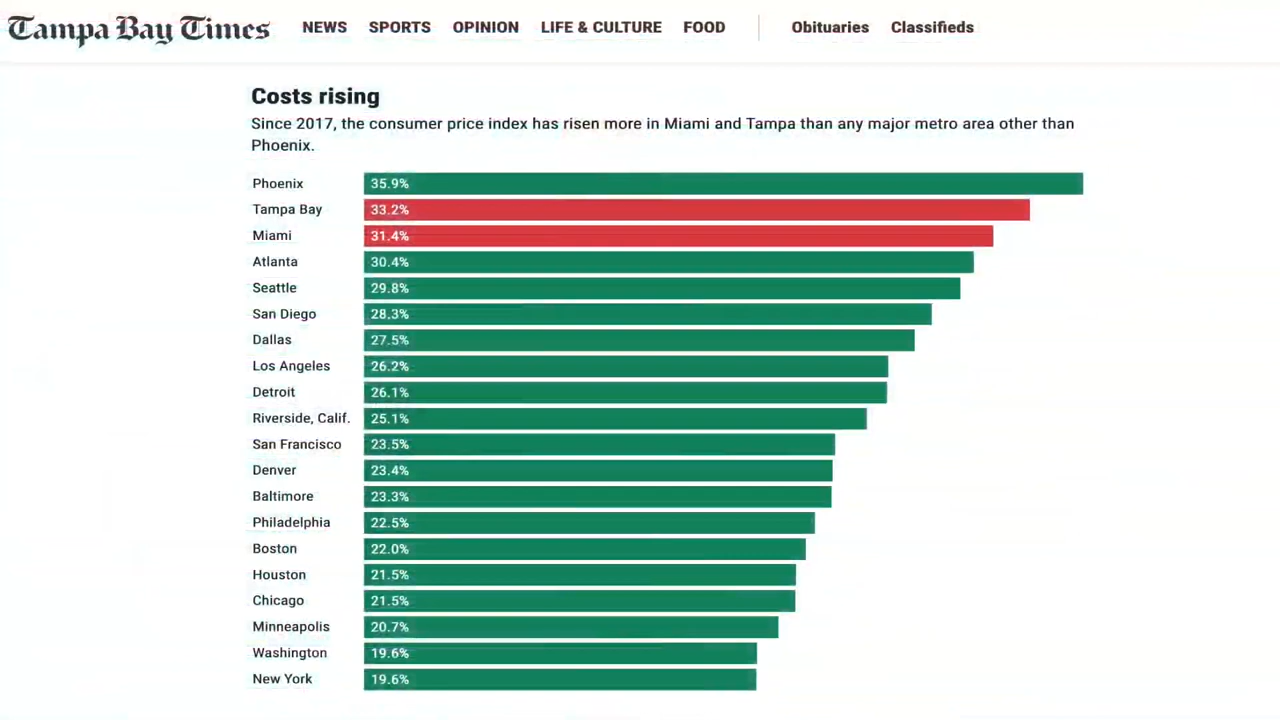 Tampa Bay Times NEWS SPORTS OPINION LIFE & CULTURE FOOD Obituaries Classifieds
Costs rising
Since 2017, the consumer price index has risen more in Miami and Tampa than any major metro area other than
Phoenix.
Phoenix 35.9%
Tampa Bay 33.2%
Miami 31.4%
Atlanta 30.4%
Seattle 29.8%
San Diego 28.3%
Dallas 27.5%
Los Angeles 26.2%
Detroit 26.1%
Riverside, Calif. 25.1%
San Francisco 23.5%
Denver 23.4%
Baltimore 23.3%
Philadelphia 22.5%
Boston 22.0%
Houston 21.5%
Chicago 21.5%
Minneapolis 20.7%
Washington 19.6%
New York 19.6%